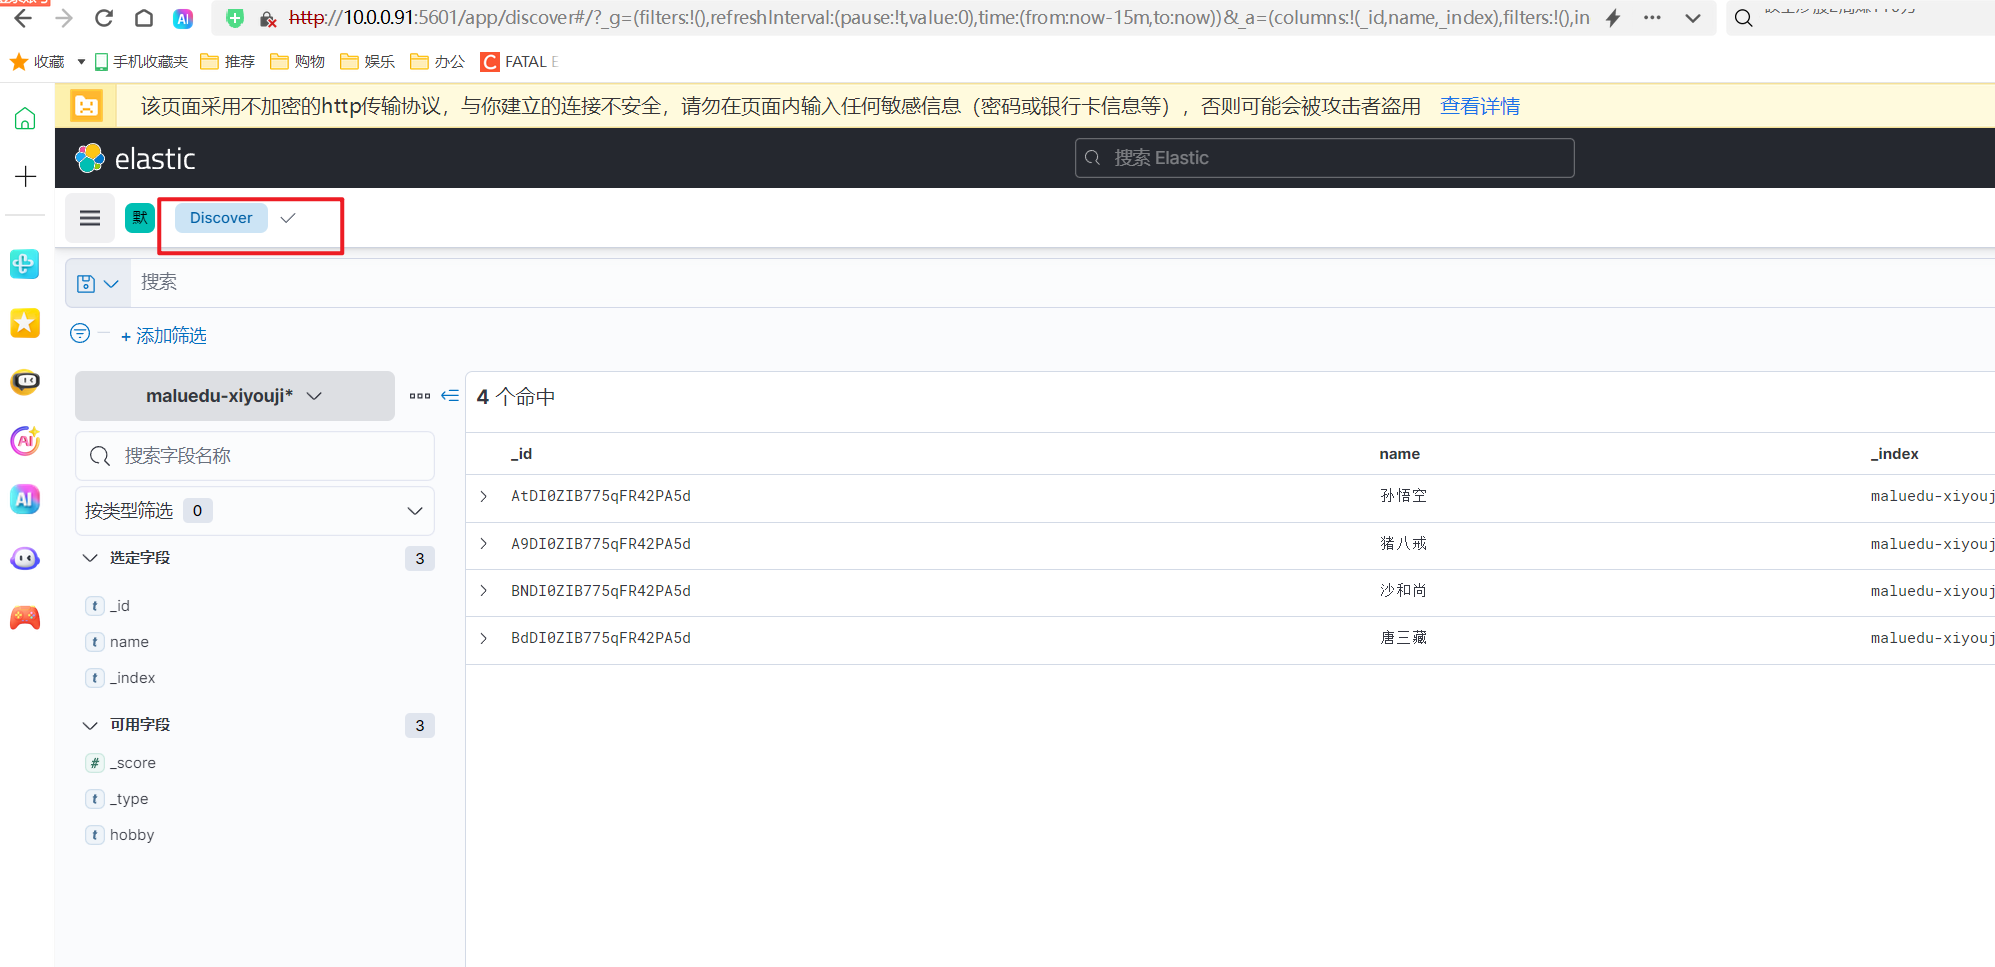 http://10.0.0.91:5601/app/discover#/?_g=(filters:!(),refreshInterval:(pause:!t,value:0),time:(from:now-15m,to:now))&_a=(columns:!(_id,name,_index),filters:!(),in
收藏 手机收藏夹 推荐 购物 娱乐 办公 C FATAL E
该页面采用不加密的http传输协议，与你建立的连接不安全，请勿在页面内输入任何敏感信息（密码或银行卡信息等），否则可能会被攻击者盗用 查看详情
elastic 搜索 Elastic
默 Discover
搜索
+ 添加筛选
maluedu-xiyouji* 4 个命中
搜索字段名称
_id name _index
AtDI0ZIB775qFR42PA5d 孙悟空 maluedu-xiyouj
按类型筛选 0
A9DI0ZIB775qFR42PA5d 猪八戒 maluedu-xiyouj
选定字段 3
BNDI0ZIB775qFR42PA5d 沙和尚 maluedu-xiyouj
_id
BdDI0ZIB775qFR42PA5d 唐三藏 maluedu-xiyouj
name
_index
可用字段 3
# _score
t _type
t hobby